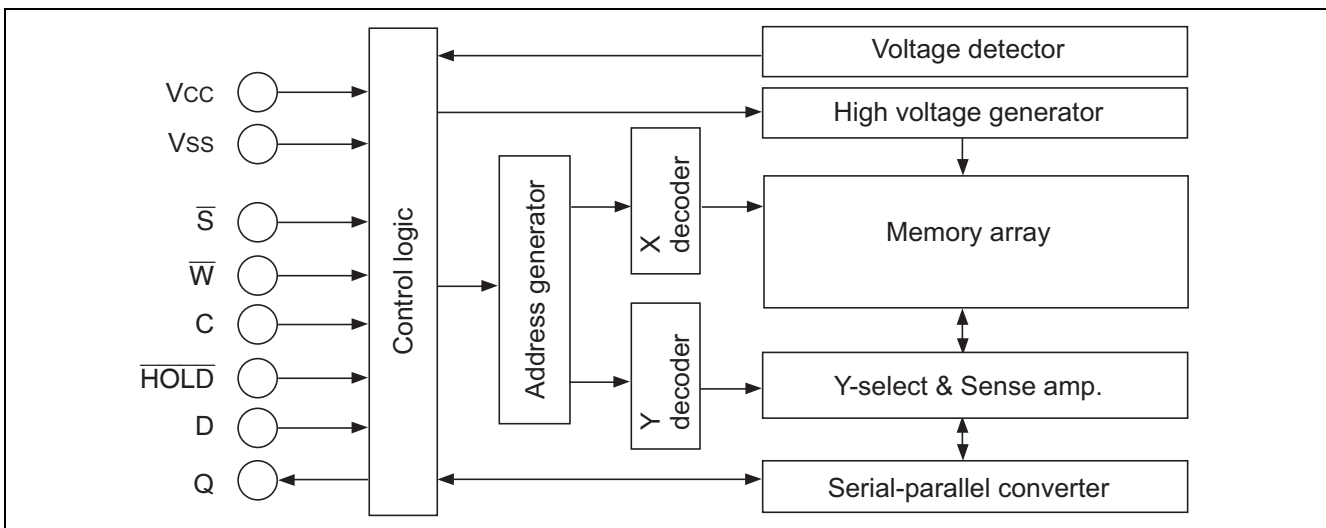 Vcc
Vss
S̅
W̅
C
H̅O̅L̅D̅
D
Q
Control logic
Address generator
X
decoder
Y
decoder
Voltage detector
High voltage generator
Memory array
Y-select & Sense amp.
Serial-parallel converter